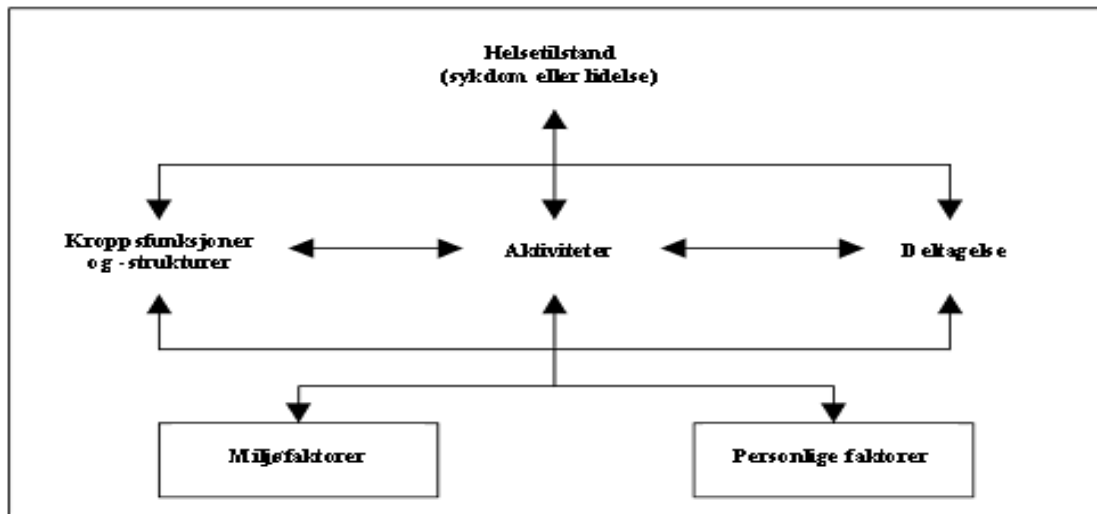 Helsetilstand
(sykdom eller lidelse)
Kroppsfunksjoner
og -strukturer
Aktiviteter
Deltagelse
Miljøfaktorer
Personlige faktorer